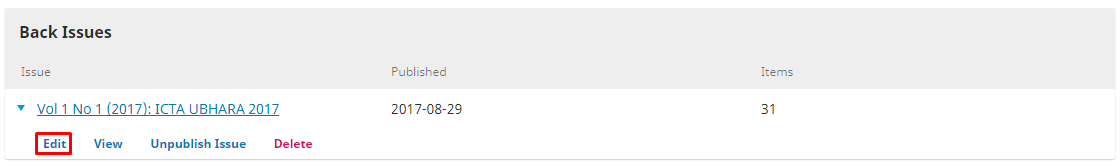 Back Issues
Issue Published Items
Vol 1 No 1 (2017): ICTA UBHARA 2017 2017-08-29 31
Edit View Unpublish Issue Delete